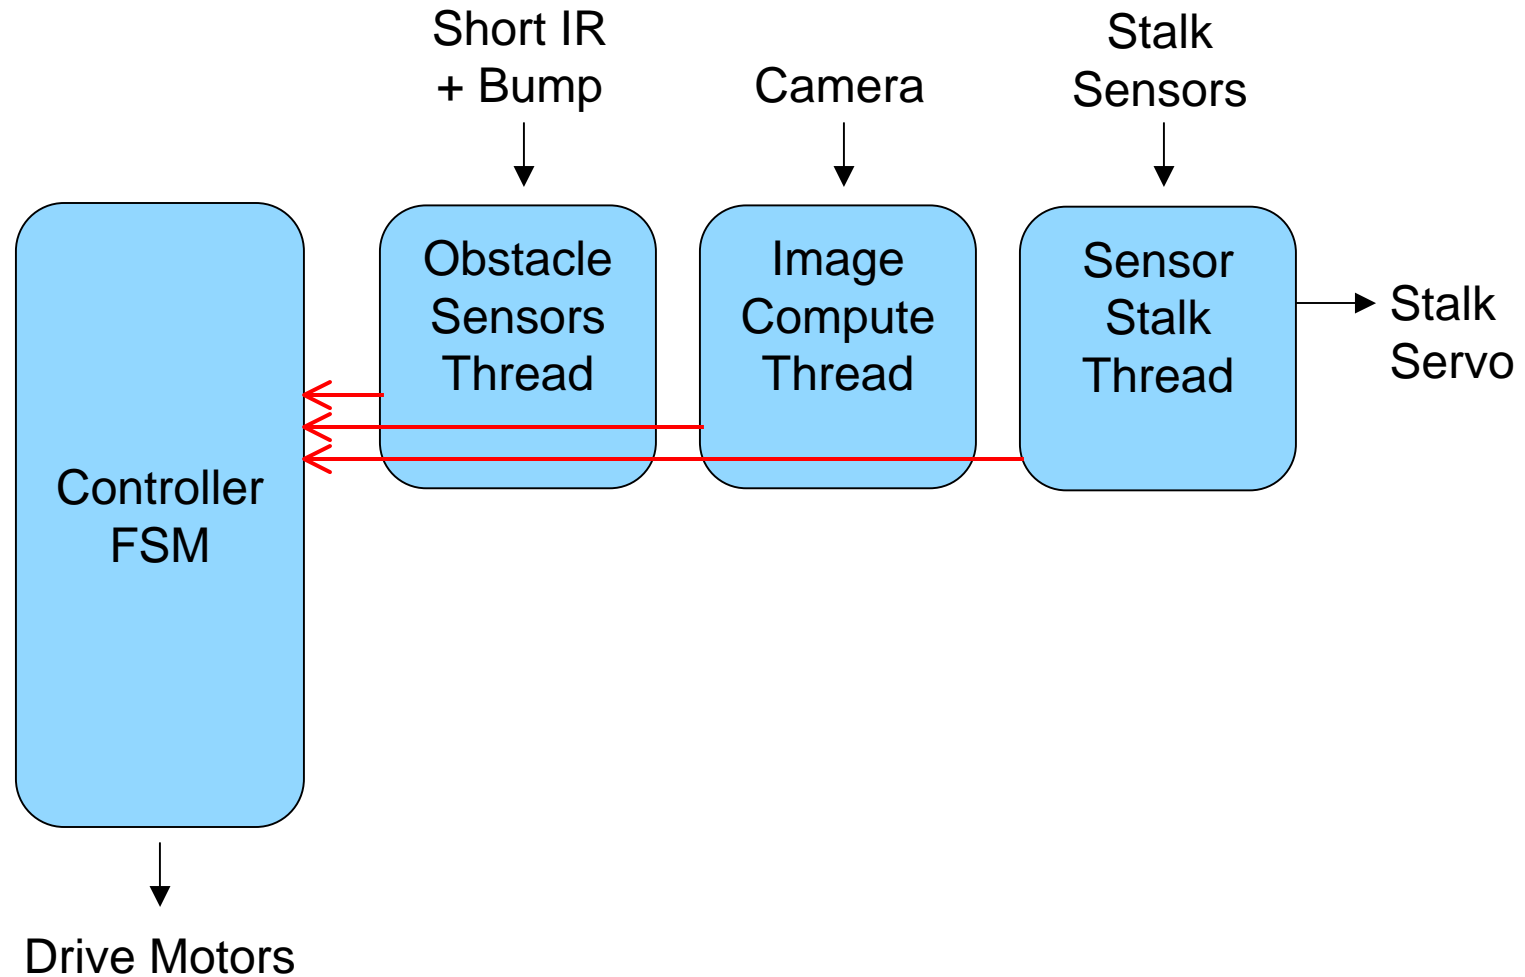 Short IR
+ Bump
Camera
Stalk
Sensors
Obstacle
Sensors
Thread
Image
Compute
Thread
Sensor
Stalk
Thread
Stalk
Servo
Controller
FSM
Drive Motors